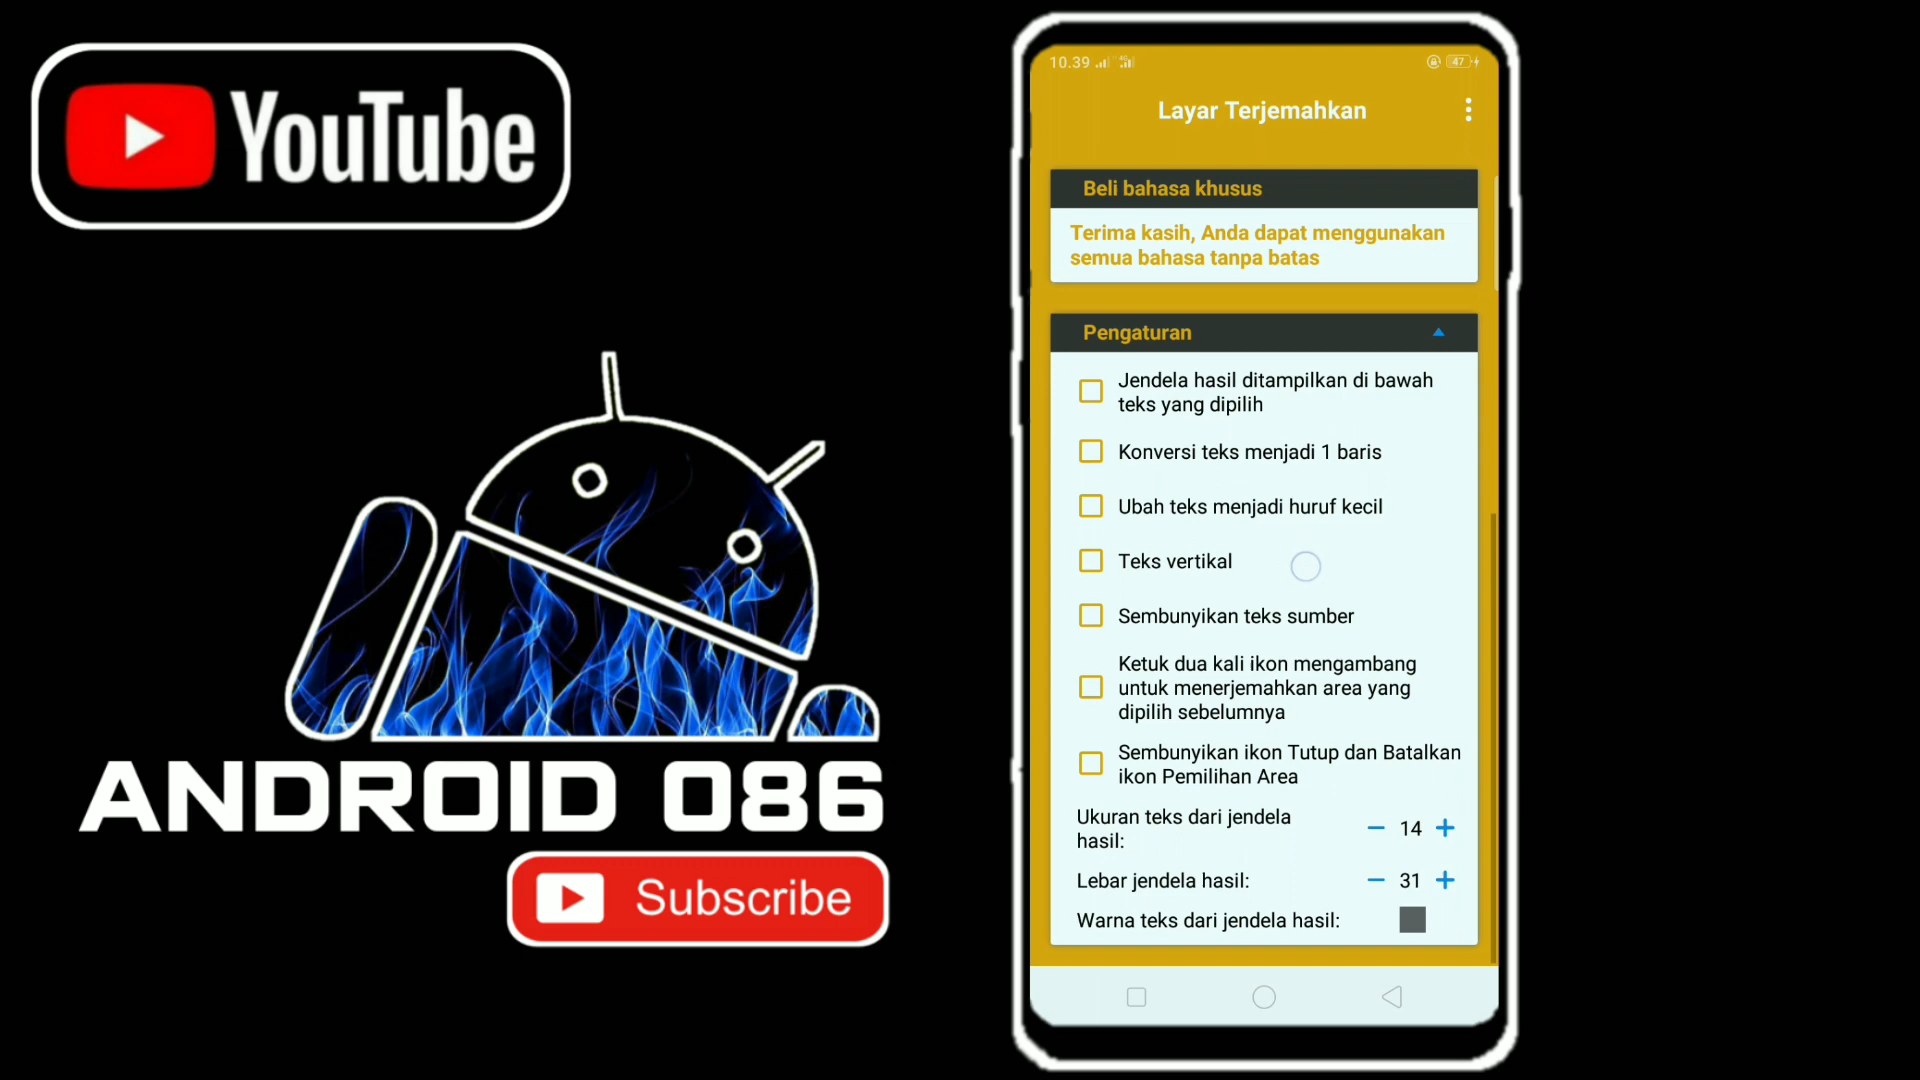 YouTube
ANDROID 086
Subscribe
10.39
47
Layar Terjemahkan
Beli bahasa khusus
Terima kasih, Anda dapat menggunakan
semua bahasa tanpa batas
Pengaturan
Jendela hasil ditampilkan di bawah
teks yang dipilih
Konversi teks menjadi 1 baris
Ubah teks menjadi huruf kecil
Teks vertikal
Sembunyikan teks sumber
Ketuk dua kali ikon mengambang
untuk menerjemahkan area yang
dipilih sebelumnya
Sembunyikan ikon Tutup dan Batalkan
ikon Pemilihan Area
Ukuran teks dari jendela
hasil:
− 14 +
Lebar jendela hasil:
− 31 +
Warna teks dari jendela hasil: